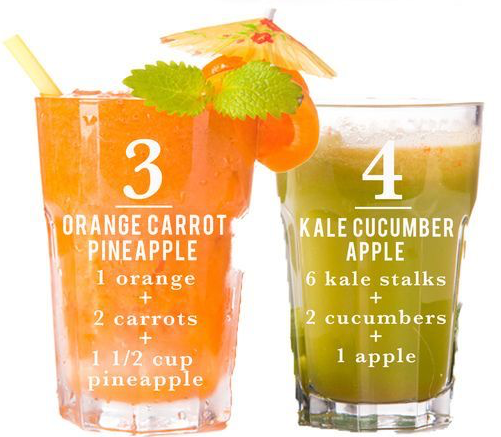 3
ORANGE CARROT
PINEAPPLE
1 orange
+
2 carrots
+
1 1/2 cup
pineapple
4
KALE CUCUMBER
APPLE
6 kale stalks
+
2 cucumbers
+
1 apple